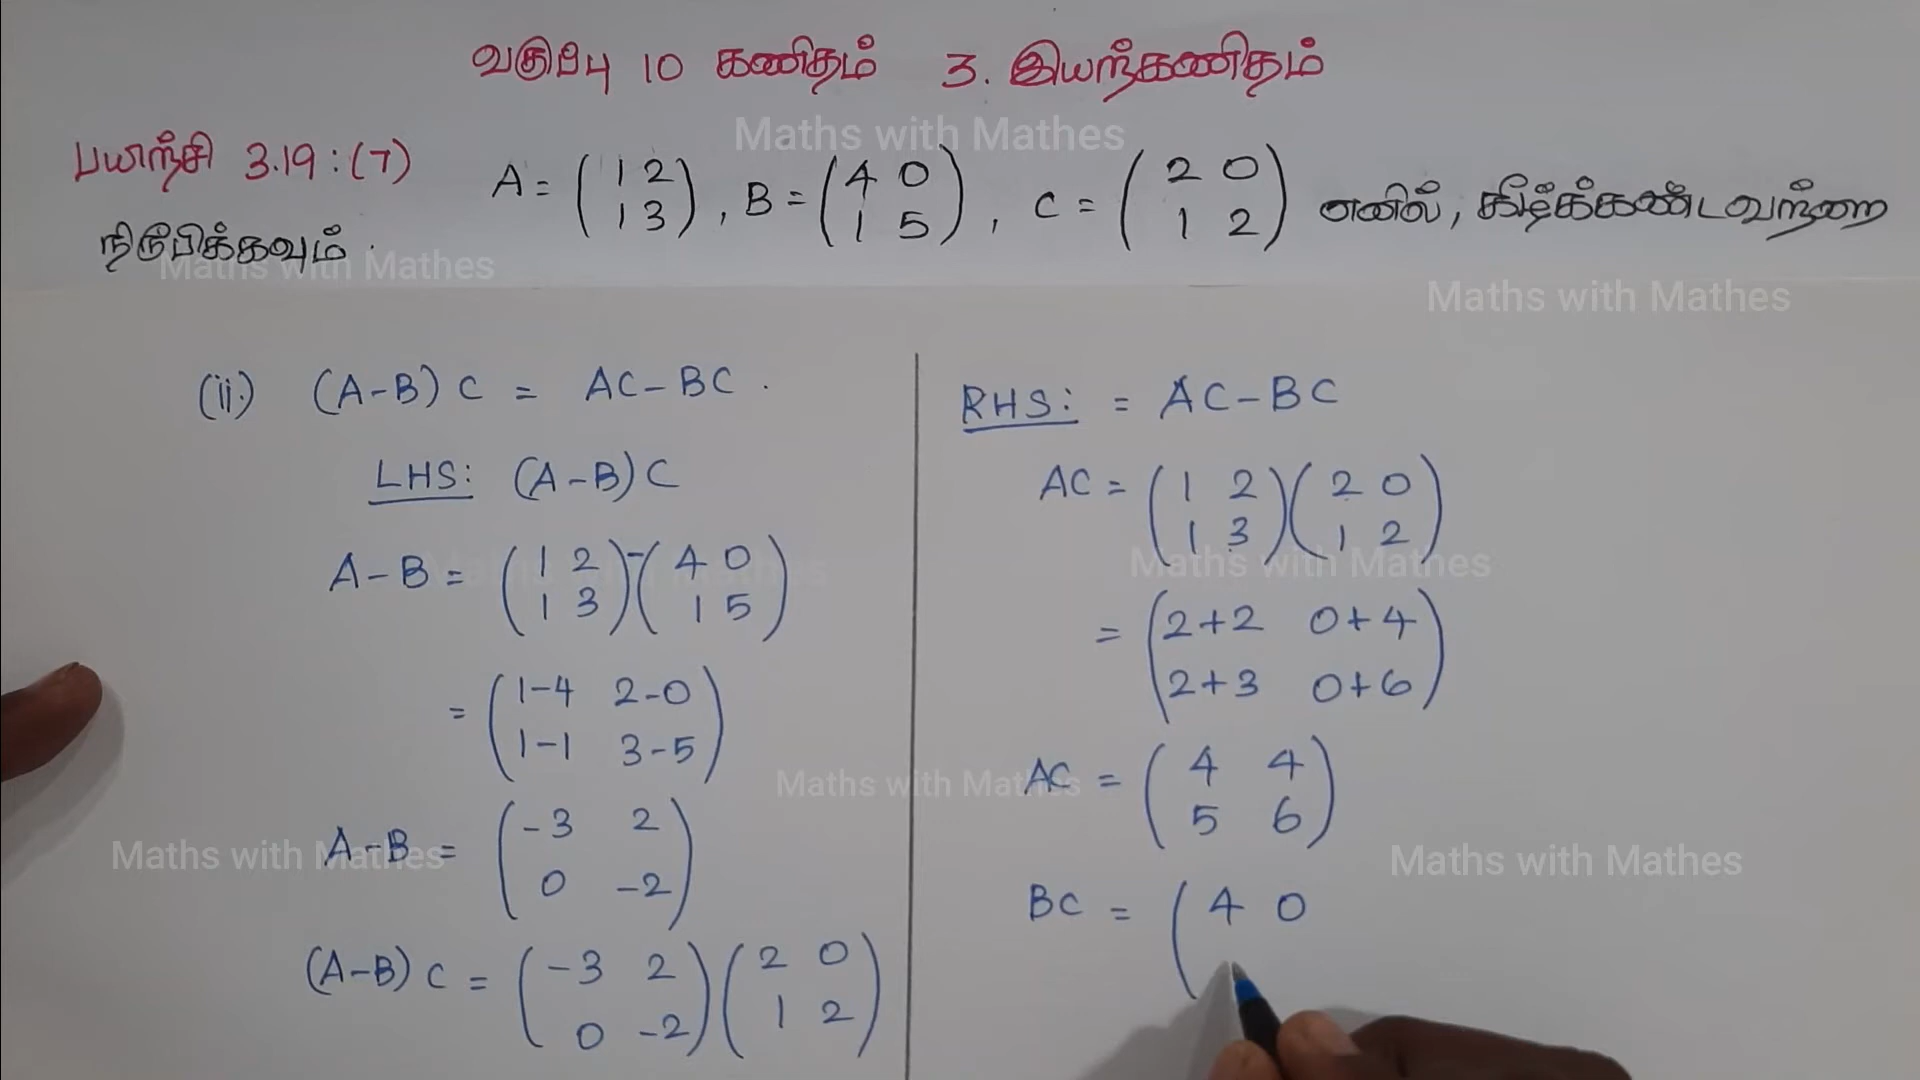 வகுப்பு 10 கணிதம் 3. இயற்கணிதம்
Maths with Mathes
பயிற்சி 3.19 : (7) A = ( 1 2 1 3 ) , B = ( 4 0 1 5 ) , C = ( 2 0 1 2 ) எனில், கீழ்க்கண்டவற்றை
நிரூபிக்கவும்.
Maths with Mathes
Maths with Mathes
(ii) (A-B) C = AC - BC .
LHS: (A-B) C
A-B = ( 1 2 1 3 ) - ( 4 0 1 5 )
= ( 1-4 2-0 1-1 3-5 )
A-B = ( -3 2 0 -2 )
Maths with Mathes
(A-B) C = ( -3 2 0 -2 ) ( 2 0 1 2 )
RHS: = AC - BC
AC = ( 1 2 1 3 ) ( 2 0 1 2 )
Maths with Mathes
= ( 2+2 0+4 2+3 0+6 )
AC = ( 4 4 5 6 )
Maths with Mathes
Maths with Mathes
BC = ( 4 0